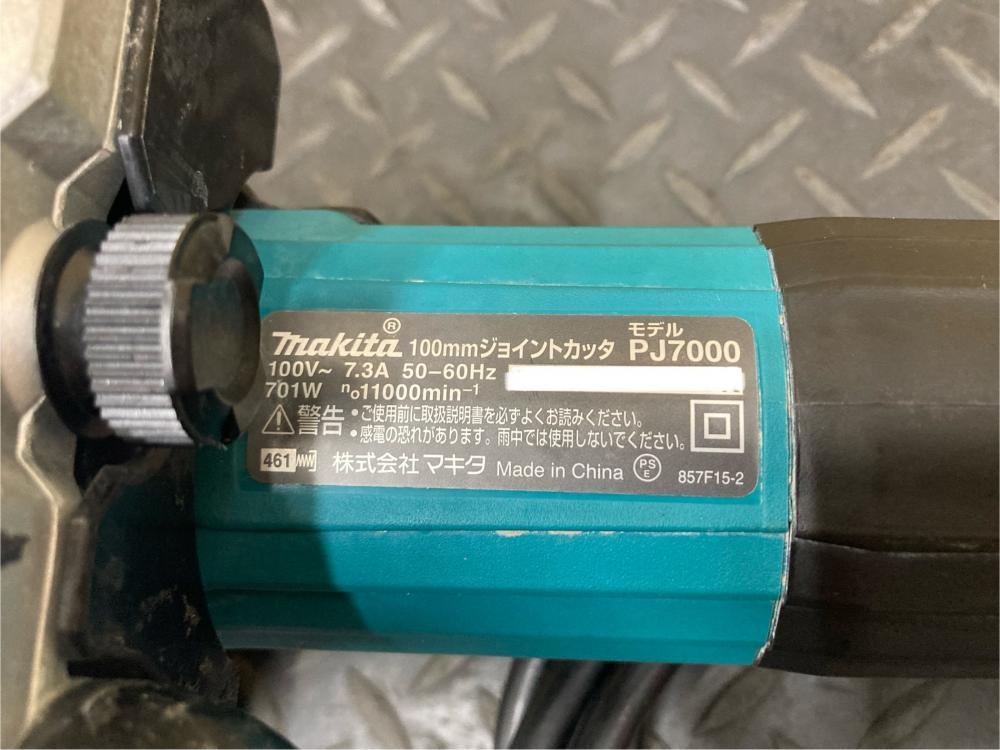 makita® 100mmジョイントカッタ モデル PJ7000
100V~ 7.3A 50-60Hz
701W n₀11000min⁻¹
警告 •ご使用前に取扱説明書を必ずよくお読みください。
•感電の恐れがあります。雨中では使用しないでください。
461 株式会社 マキタ Made in China PSE 857F15-2